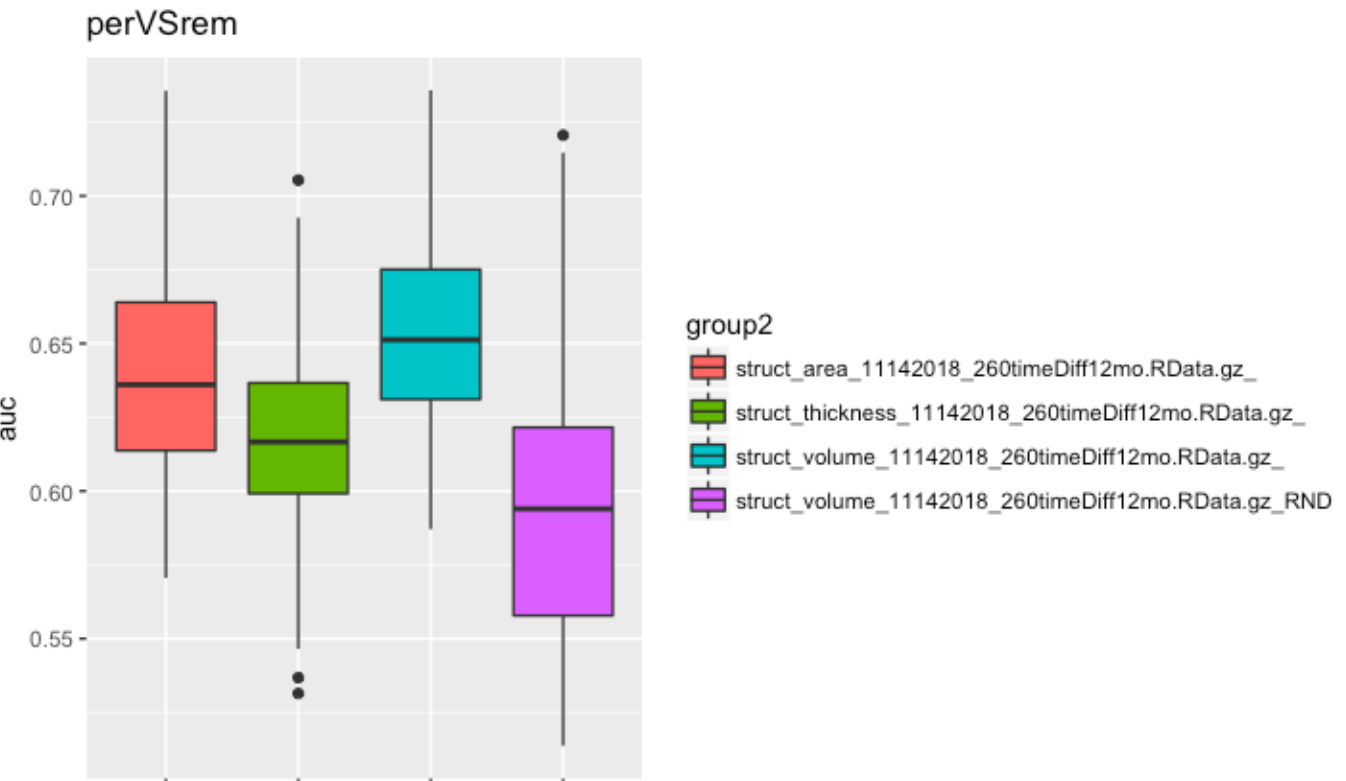 perVSrem
0.70
0.65
0.60
0.55
auc
group2
struct_area_11142018_260timeDiff12mo.RData.gz_
struct_thickness_11142018_260timeDiff12mo.RData.gz_
struct_volume_11142018_260timeDiff12mo.RData.gz_
struct_volume_11142018_260timeDiff12mo.RData.gz_RND